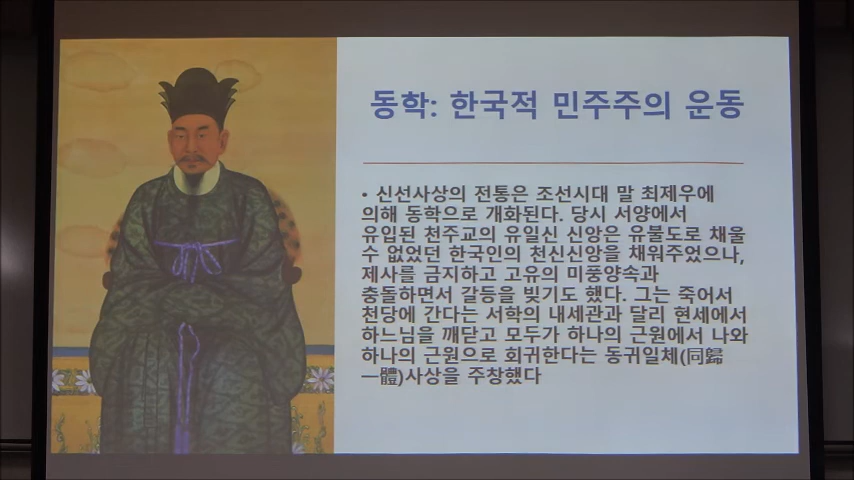 동학: 한국적 민주주의 운동
• 신선사상의 전통은 조선시대 말 최제우에
의해 동학으로 개화된다. 당시 서양에서
유입된 천주교의 유일신 신앙은 유불도로 채울
수 없었던 한국인의 천신신앙을 채워주었으나,
제사를 금지하고 고유의 미풍양속과
충돌하면서 갈등을 빚기도 했다. 그는 죽어서
천당에 간다는 서학의 내세관과 달리 현세에서
하느님을 깨닫고 모두가 하나의 근원에서 나와
하나의 근원으로 회귀한다는 동귀일체(同歸
一體)사상을 주창했다